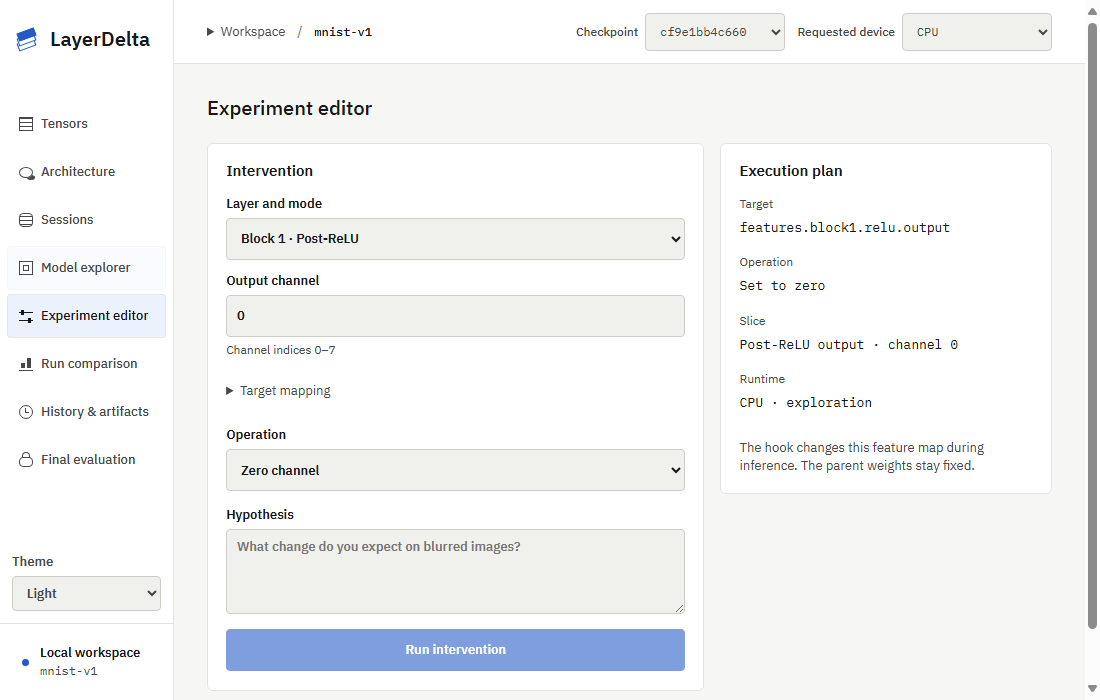 LayerDelta
Workspace / mnist-v1
Checkpoint
cf9e1bb4c660
Requested device
CPU
Tensors
Architecture
Sessions
Model explorer
Experiment editor
Run comparison
History & artifacts
Final evaluation
Theme
Light
Local workspace
mnist-v1
Experiment editor
Intervention
Layer and mode
Block 1 · Post-ReLU
Output channel
0
Channel indices 0–7
Target mapping
Operation
Zero channel
Hypothesis
What change do you expect on blurred images?
Run intervention
Execution plan
Target
features.block1.relu.output
Operation
Set to zero
Slice
Post-ReLU output · channel 0
Runtime
CPU · exploration
The hook changes this feature map during
inference. The parent weights stay fixed.